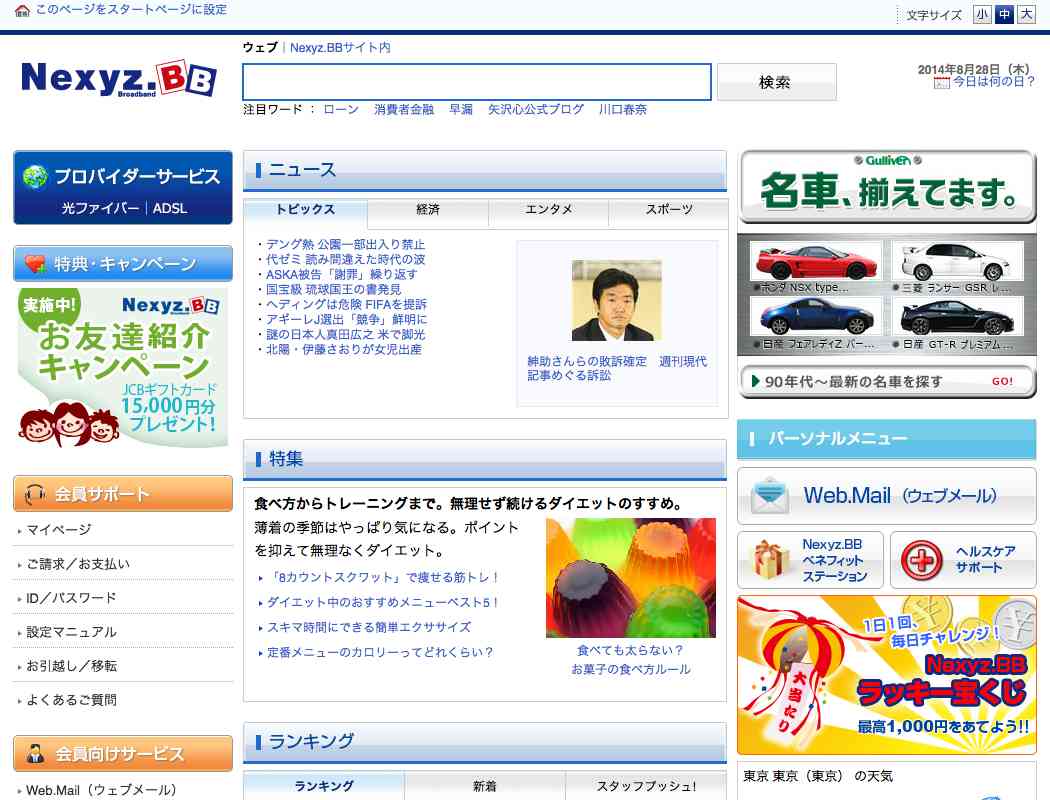 このページをスタートページに設定
文字サイズ 小 中 大
Nexyz.BB
Broadband
ウェブ | Nexyz.BBサイト内
検索
注目ワード ： ローン 消費者金融 早漏 矢沢心公式ブログ 川口春奈
2014年8月28日（木）
今日は何の日？
プロバイダーサービス
光ファイバー | ADSL
特典・キャンペーン
実施中!
Nexyz.BB
お友達紹介
キャンペーン
JCBギフトカード
15,000円分
プレゼント!
会員サポート
マイページ
ご請求／お支払い
ID／パスワード
設定マニュアル
お引越し／移転
よくあるご質問
会員向けサービス
Web.Mail（ウェブメール）
ニュース
トピックス 経済 エンタメ スポーツ
・デング熱 公園一部出入り禁止
・代ゼミ 読み間違えた時代の波
・ASKA被告「謝罪」繰り返す
・国宝級 琉球国王の書発見
・ヘディングは危険 FIFAを提訴
・アギーレJ選出「競争」鮮明に
・謎の日本人真田広之 米で脚光
・北陽・伊藤さおりが女児出産
紳助さんらの敗訴確定　週刊現代
記事めぐる訴訟
特集
食べ方からトレーニングまで。無理せず続けるダイエットのすすめ。
薄着の季節はやっぱり気になる。ポイント
を抑えて無理なくダイエット。
「8カウントスクワット」で痩せる筋トレ！
ダイエット中のおすすめメニューベスト5！
スキマ時間にできる簡単エクササイズ
定番メニューのカロリーってどれくらい？
食べても太らない？
お菓子の食べ方ルール
ランキング
ランキング 新着 スタッフプッシュ!
Gulliver
名車、揃えてます。
ホンダ NSX type...
三菱 ランサー GSR レ...
日産 フェアレディZ バー...
日産 GT-R プレミアム...
90年代～最新の名車を探す GO!
パーソナルメニュー
Web.Mail（ウェブメール）
Nexyz.BB
ベネフィット
ステーション
ヘルスケア
サポート
1日1回、
毎日チャレンジ！
Nexyz.BB
ラッキー宝くじ
大当たり
最高1,000円をあてよう!!
東京 東京（東京） の天気